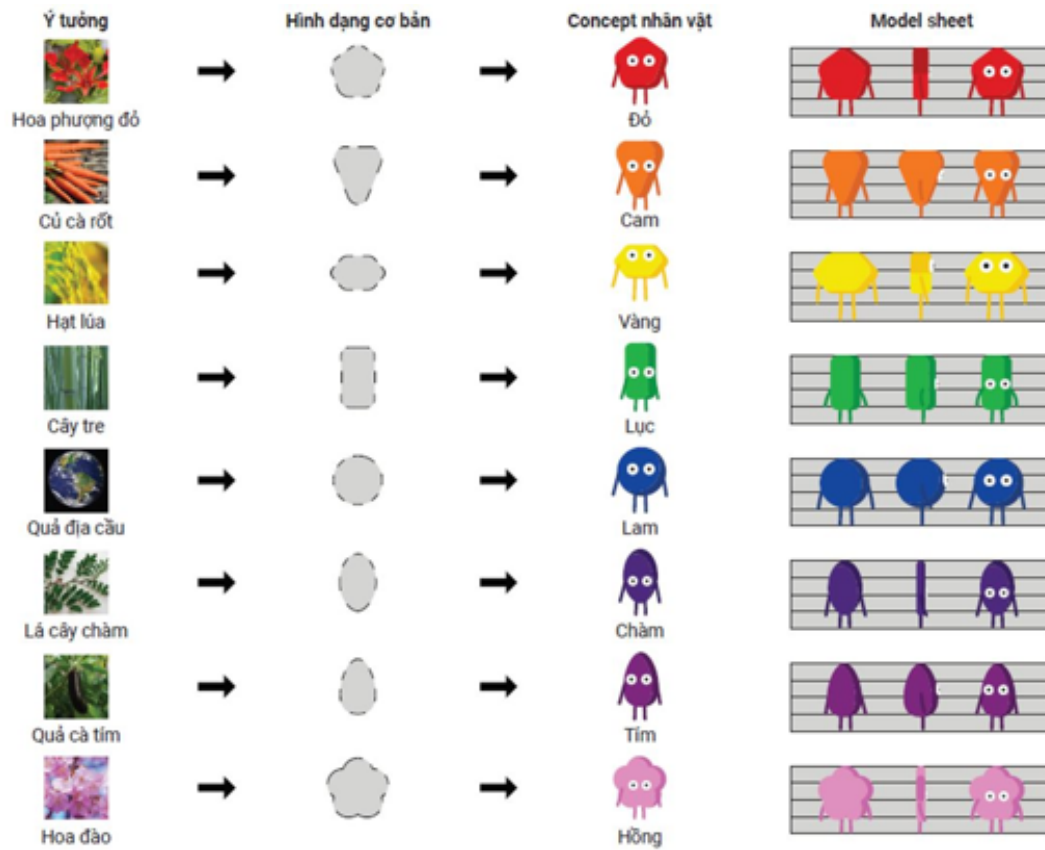 Ý tưởng Hình dạng cơ bản Concept nhân vật Model sheet
Hoa phượng đỏ Đỏ
Củ cà rốt Cam
Hạt lúa Vàng
Cây tre Lục
Quả địa cầu Lam
Lá cây chàm Chàm
Quả cà tím Tím
Hoa đào Hồng